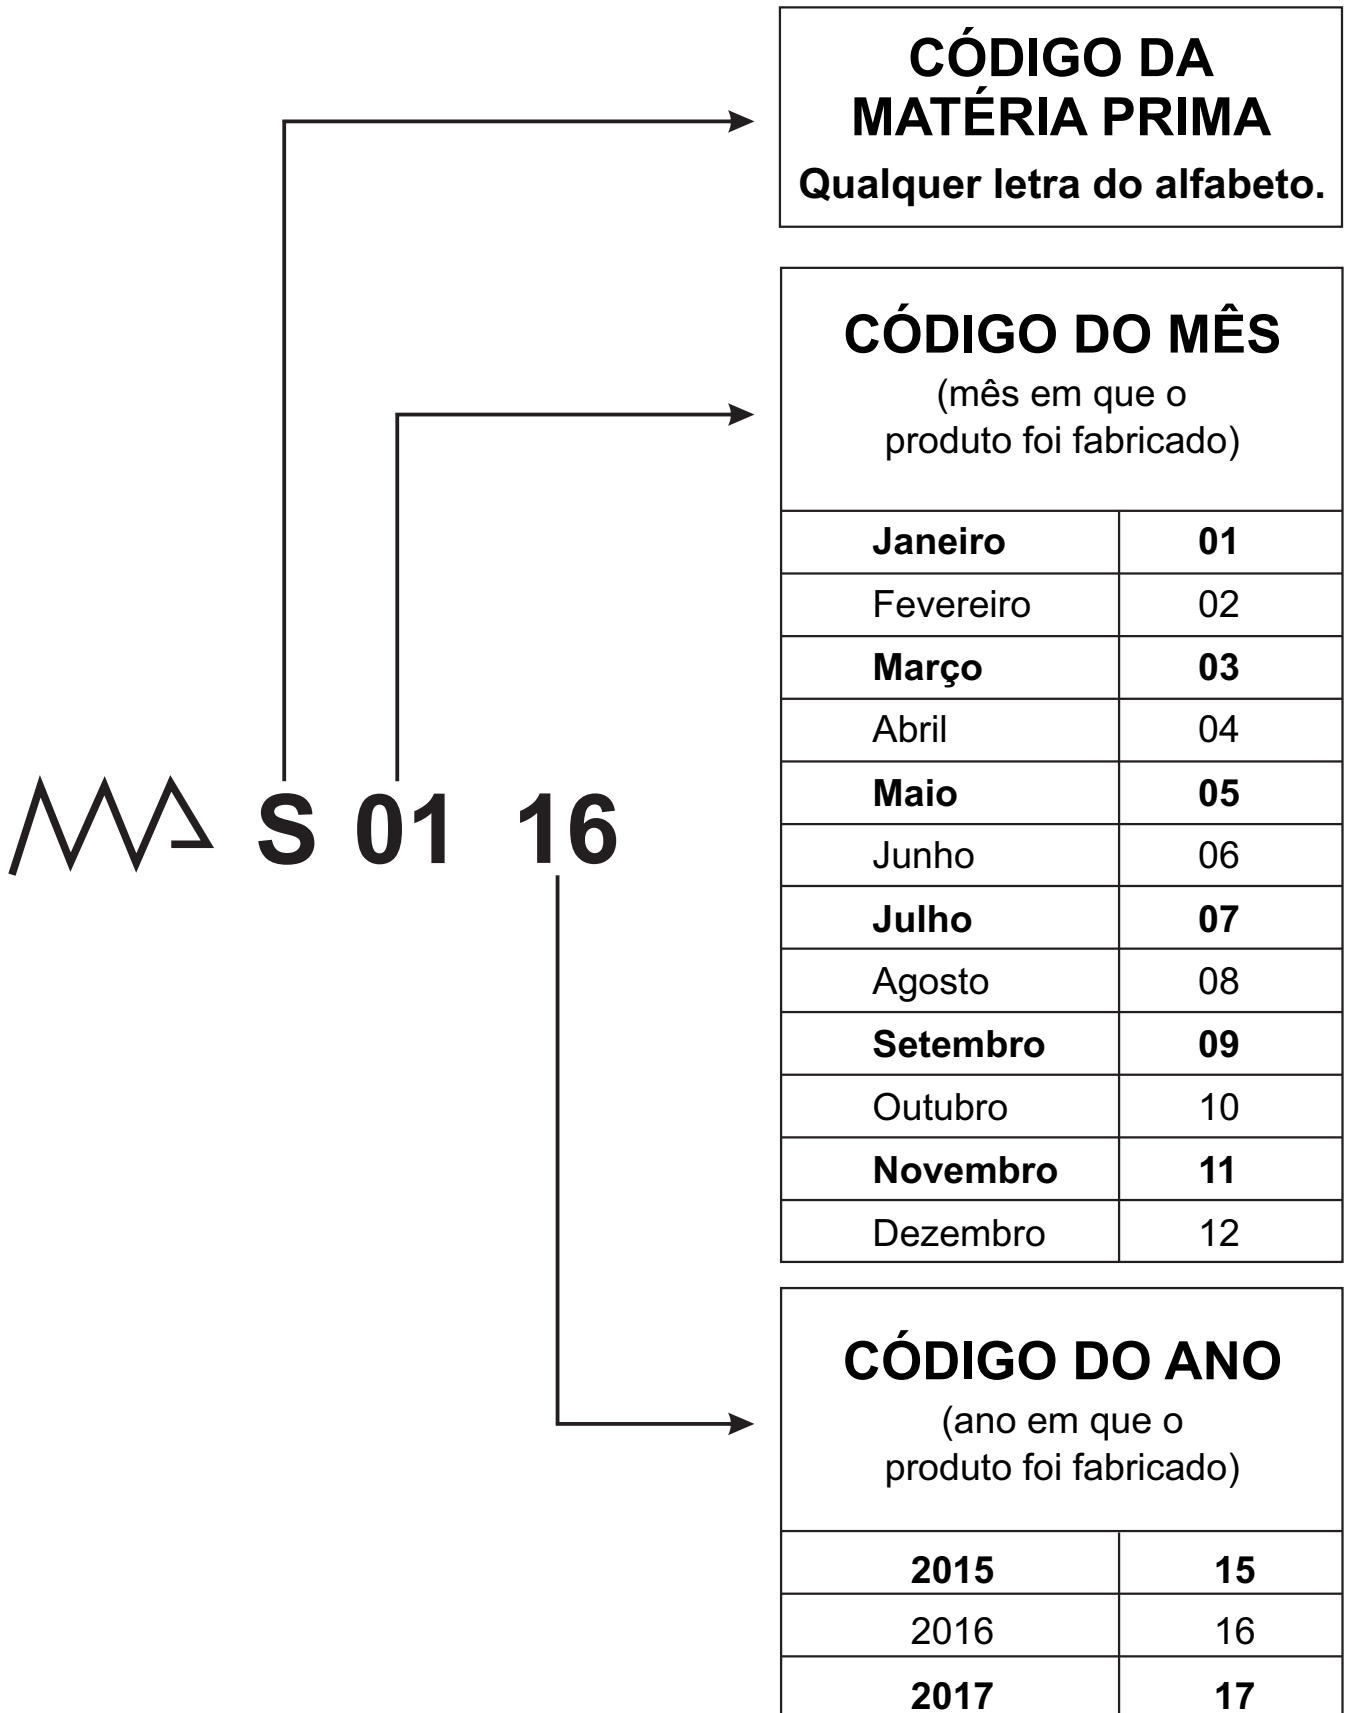 CÓDIGO DA
MATÉRIA PRIMA
Qualquer letra do alfabeto.
CÓDIGO DO MÊS
(mês em que o
produto foi fabricado)
Janeiro 01
Fevereiro 02
Março 03
Abril 04
Maio 05
Junho 06
Julho 07
Agosto 08
Setembro 09
Outubro 10
Novembro 11
Dezembro 12
S 01 16
CÓDIGO DO ANO
(ano em que o
produto foi fabricado)
2015 15
2016 16
2017 17